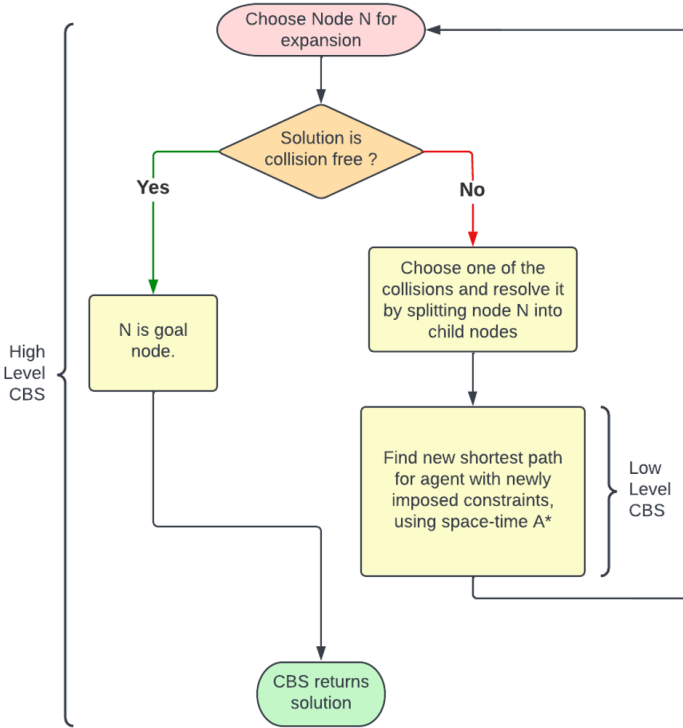 Choose Node N for
expansion
Solution is
collision free ?
Yes
No
Choose one of the
collisions and resolve it
by splitting node N into
child nodes
N is goal
node.
High
Level
CBS
Find new shortest path
for agent with newly
imposed constraints,
using space-time A*
Low
Level
CBS
CBS returns
solution